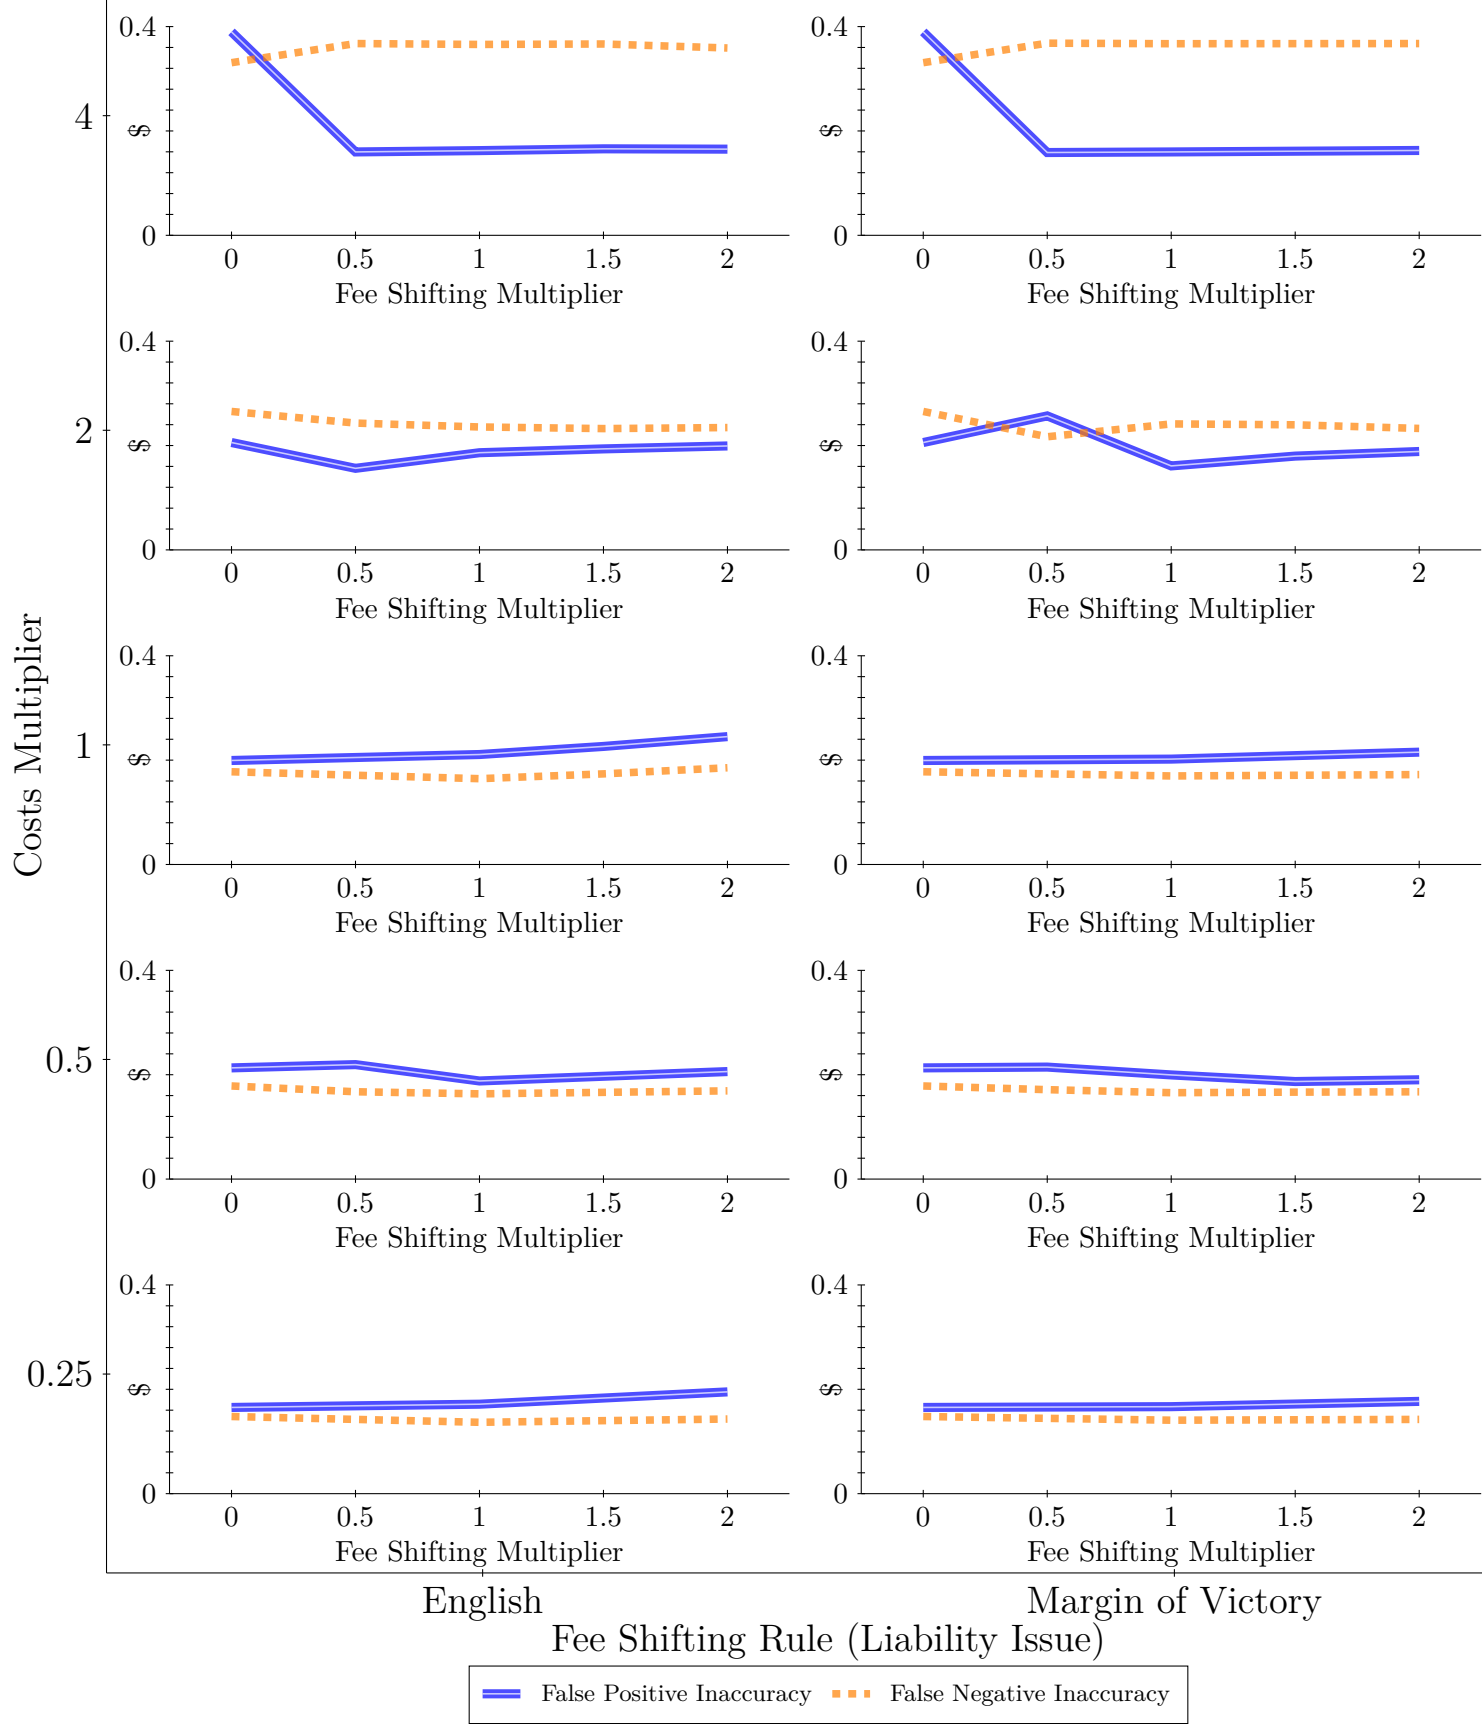 0.4
0.4
4
$
$
0
0
0 0.5 1 1.5 2
0 0.5 1 1.5 2
Fee Shifting Multiplier
Fee Shifting Multiplier
0.4
0.4
2
$
$
0
0
0 0.5 1 1.5 2
0 0.5 1 1.5 2
Fee Shifting Multiplier
Fee Shifting Multiplier
Costs Multiplier
0.4
0.4
1
$
$
0
0
0 0.5 1 1.5 2
0 0.5 1 1.5 2
Fee Shifting Multiplier
Fee Shifting Multiplier
0.4
0.4
0.5
$
$
0
0
0 0.5 1 1.5 2
0 0.5 1 1.5 2
Fee Shifting Multiplier
Fee Shifting Multiplier
0.4
0.4
0.25
$
$
0
0
0 0.5 1 1.5 2
0 0.5 1 1.5 2
Fee Shifting Multiplier
Fee Shifting Multiplier
English
Margin of Victory
Fee Shifting Rule (Liability Issue)
False Positive Inaccuracy
False Negative Inaccuracy